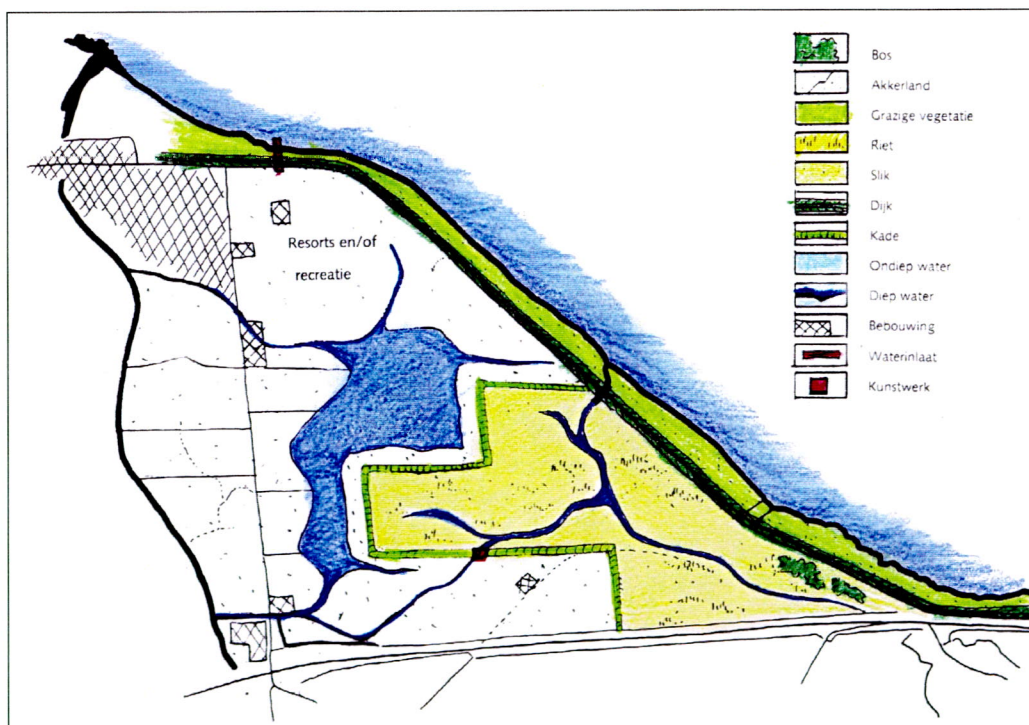 Resorts en/of
recreatie
Bos
Akkerland
Grazige vegetatie
Riet
Slik
Dijk
Kade
Ondiep water
Diep water
Bebouwing
Waterinlaat
Kunstwerk